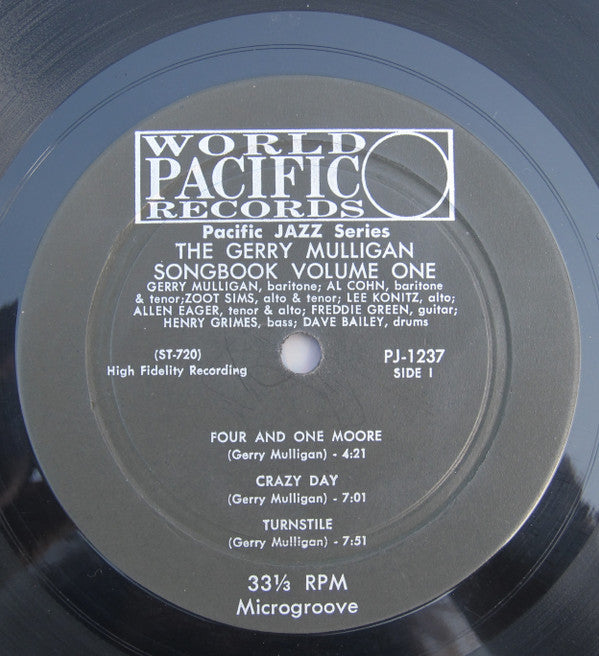 WORLD
PACIFIC
RECORDS
Pacific JAZZ Series
THE GERRY MULLIGAN
SONGBOOK VOLUME ONE
GERRY MULLIGAN, baritone; AL COHN, baritone
& tenor;ZOOT SIMS, alto & tenor; LEE KONITZ, alto;
ALLEN EAGER, tenor & alto; FREDDIE GREEN, guitar;
HENRY GRIMES, bass; DAVE BAILEY, drums
(ST-720)
High Fidelity Recording
PJ-1237
SIDE I
FOUR AND ONE MOORE
(Gerry Mulligan) - 4:21
CRAZY DAY
(Gerry Mulligan) - 7:01
TURNSTILE
(Gerry Mulligan) - 7:51
33⅓ RPM
Microgroove